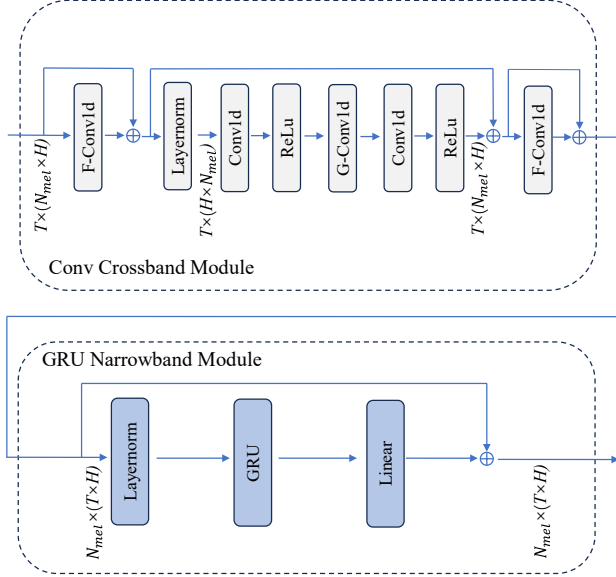 T×(N_mel×H)
F-Conv1d
Layernorm
T×(H×N_mel)
Conv1d
ReLu
G-Conv1d
Conv1d
ReLu
T×(N_mel×H)
F-Conv1d
Conv Crossband Module
GRU Narrowband Module
N_mel×(T×H)
Layernorm
GRU
Linear
N_mel×(T×H)